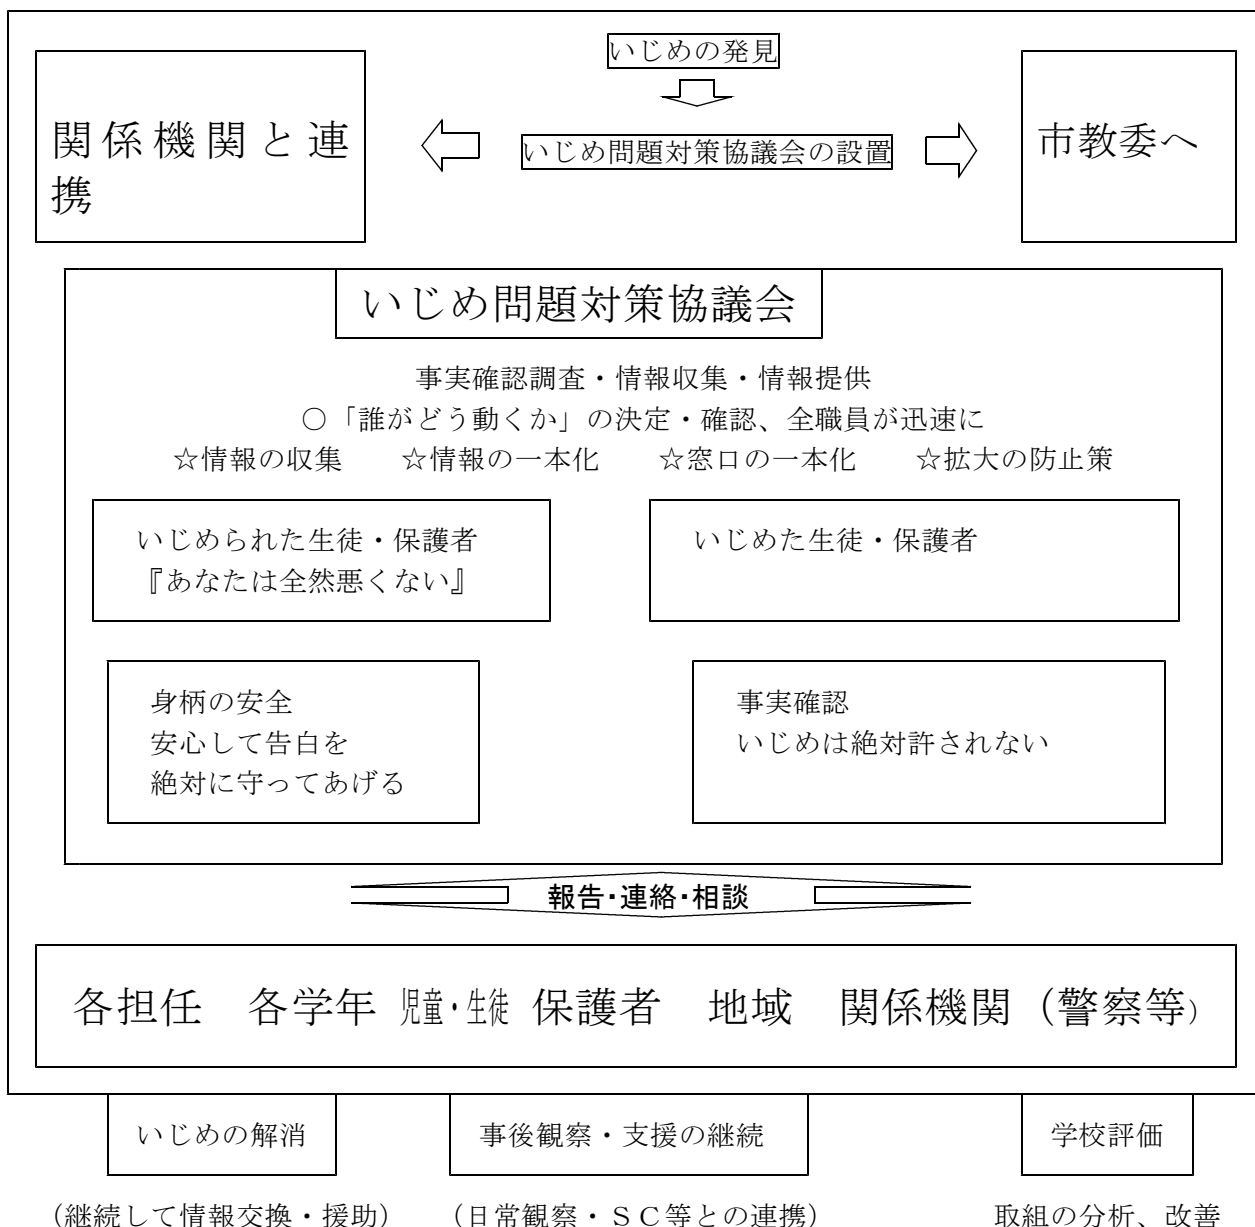 いじめの発見
関係機関と連
携
いじめ問題対策協議会の設置
市教委へ
いじめ問題対策協議会
事実確認調査・情報収集・情報提供
○「誰がどう動くか」の決定・確認、全職員が迅速に
☆情報の収集　☆情報の一本化　☆窓口の一本化　☆拡大の防止策
いじめられた生徒・保護者
『あなたは全然悪くない』
いじめた生徒・保護者
身柄の安全
安心して告白を
絶対に守ってあげる
事実確認
いじめは絶対許されない
報告・連絡・相談
各担任　各学年　児童・生徒　保護者　地域　関係機関（警察等）
いじめの解消
事後観察・支援の継続
学校評価
（継続して情報交換・援助）
（日常観察・ＳＣ等との連携）
取組の分析、改善